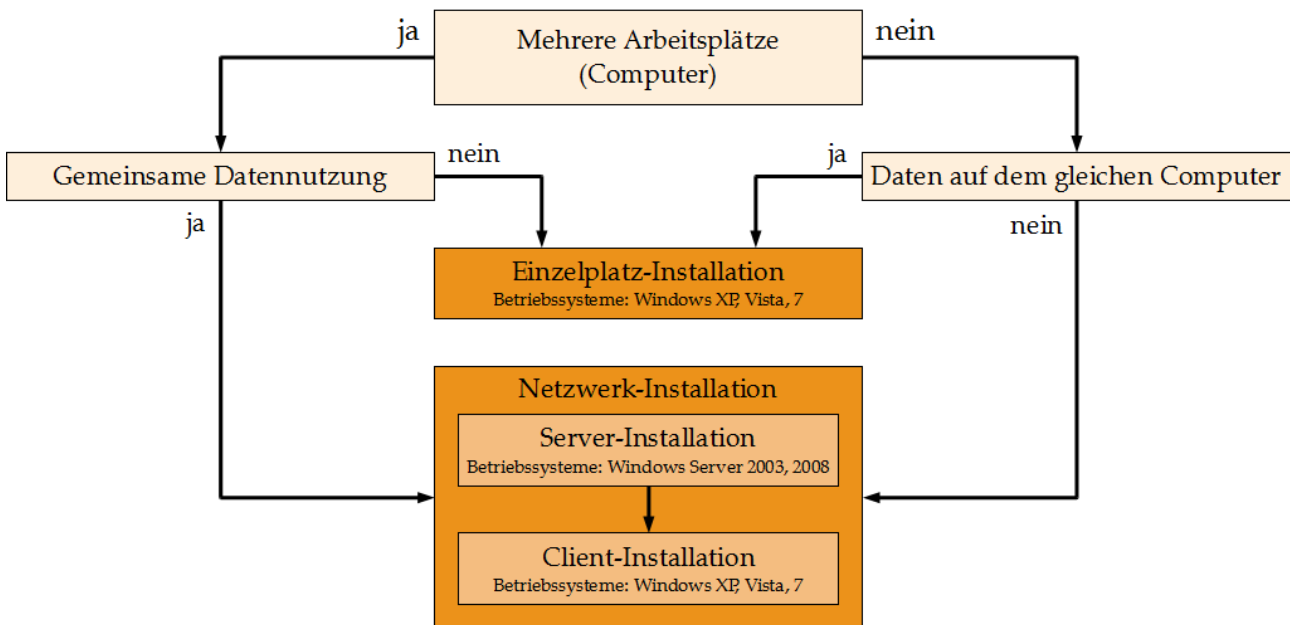 ja
Mehrere Arbeitsplätze
(Computer)
nein
Gemeinsame Datennutzung
nein
ja
Daten auf dem gleichen Computer
ja
nein
Einzelplatz-Installation
Betriebssysteme: Windows XP, Vista, 7
Netzwerk-Installation
Server-Installation
Betriebssysteme: Windows Server 2003, 2008
Client-Installation
Betriebssysteme: Windows XP, Vista, 7